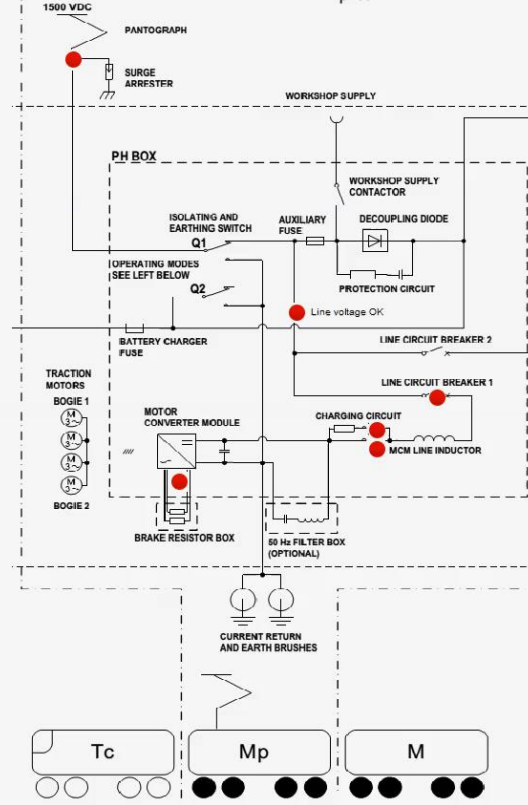 1500 VDC
PANTOGRAPH
SURGE
ARRESTER
WORKSHOP SUPPLY
PH BOX
WORKSHOP SUPPLY
CONTACTOR
ISOLATING AND
EARTHING SWITCH
Q1
AUXILIARY
FUSE
DECOUPLING DIODE
OPERATING MODES
SEE LEFT BELOW
Q2
PROTECTION CIRCUIT
Line voltage OK
BATTERY CHARGER
FUSE
LINE CIRCUIT BREAKER 2
TRACTION
MOTORS
BOGIE 1
LINE CIRCUIT BREAKER 1
MOTOR
CONVERTER MODULE
CHARGING CIRCUIT
M
3~
M
3~
M
3~
M
3~
MCM LINE INDUCTOR
BOGIE 2
BRAKE RESISTOR BOX
50 Hz FILTER BOX
(OPTIONAL)
CURRENT RETURN
AND EARTH BRUSHES
Tc
Mp
M